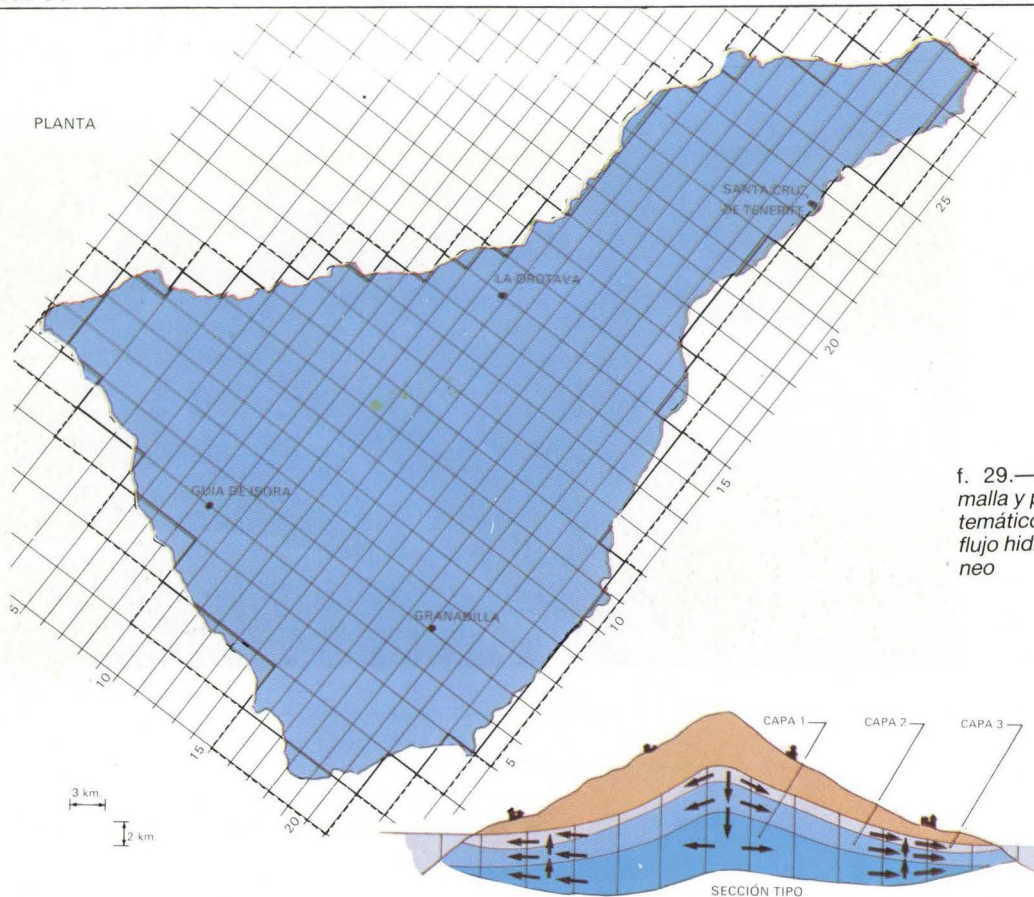 PLANTA
SANTA CRUZ
DE TENERIFE
LA OROTAVA
GUIA DE ISORA
GRANADILLA
25
20
15
10
5
5
10
15
20
3 km.
2 km.
f. 29.—
malla y
temático
flujo
neo
CAPA 1
CAPA 2
CAPA 3
SECCIÓN TIPO